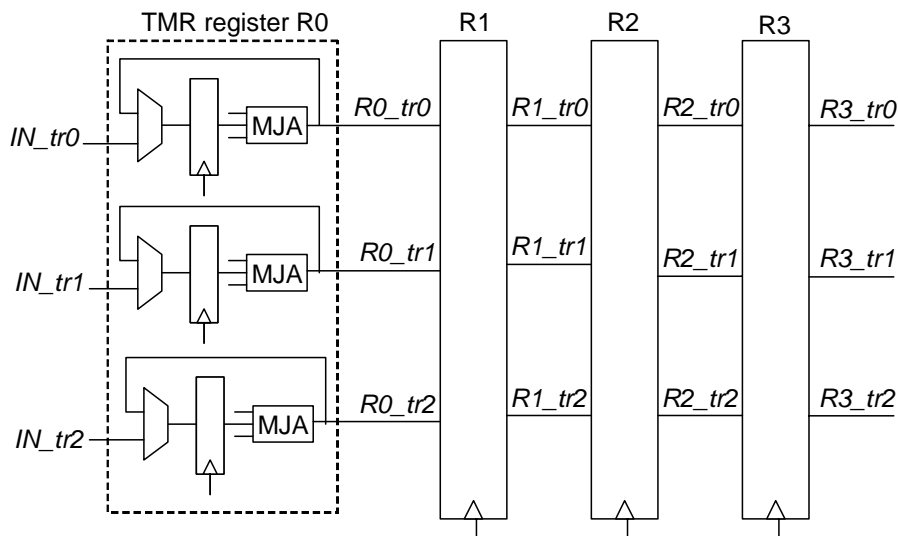 TMR register R0
R1
R2
R3
IN_tr0
MJA
R0_tr0
R1_tr0
R2_tr0
R3_tr0
IN_tr1
MJA
R0_tr1
R1_tr1
R2_tr1
R3_tr1
IN_tr2
MJA
R0_tr2
R1_tr2
R2_tr2
R3_tr2